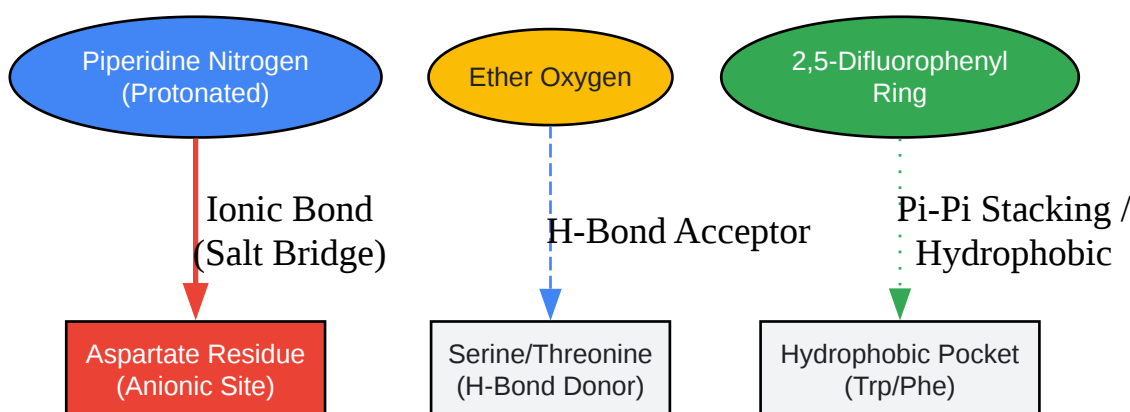 Piperidine Nitrogen
(Protonated)
Ether Oxygen
2,5-Difluorophenyl
Ring
Ionic Bond
(Salt Bridge)
H-Bond Acceptor
Pi-Pi Stacking /
Hydrophobic
Aspartate Residue
(Anionic Site)
Serine/Threonine
(H-Bond Donor)
Hydrophobic Pocket
(Trp/Phe)